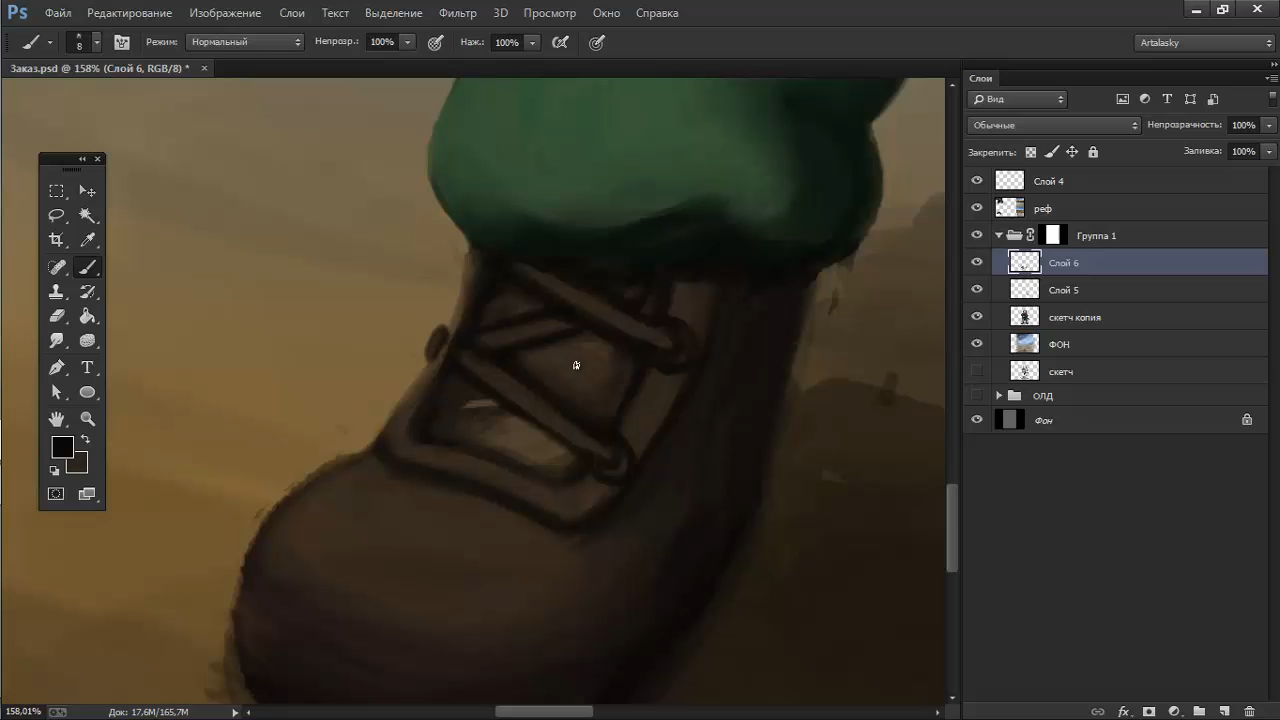 Ps Файл Редактирование Изображение Слои Текст Выделение Фильтр 3D Просмотр Окно Справка
8 Режим: Нормальный Непрозр.: 100% Наж.: 100% Artalasky
Заказ.psd @ 158% (Слой 6, RGB/8) *
Слои
Вид
Обычные Непрозрачность: 100%
Закрепить: Заливка: 100%
Слой 4
реф
Группа 1
Слой 6
Слой 5
скетч копия
ФОН
скетч
ОЛД
Фон
158,01% Док: 17,6M/165,7M
fx